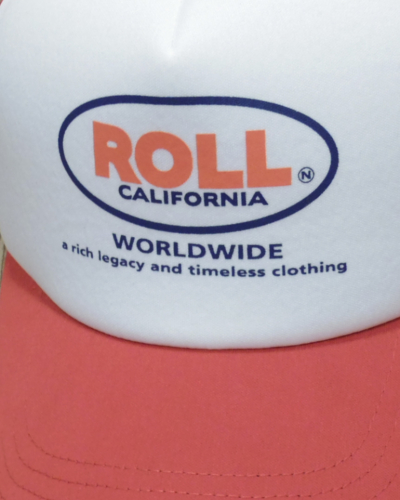 ROLL
Ⓝ
CALIFORNIA
WORLDWIDE
a rich legacy and timeless clothing